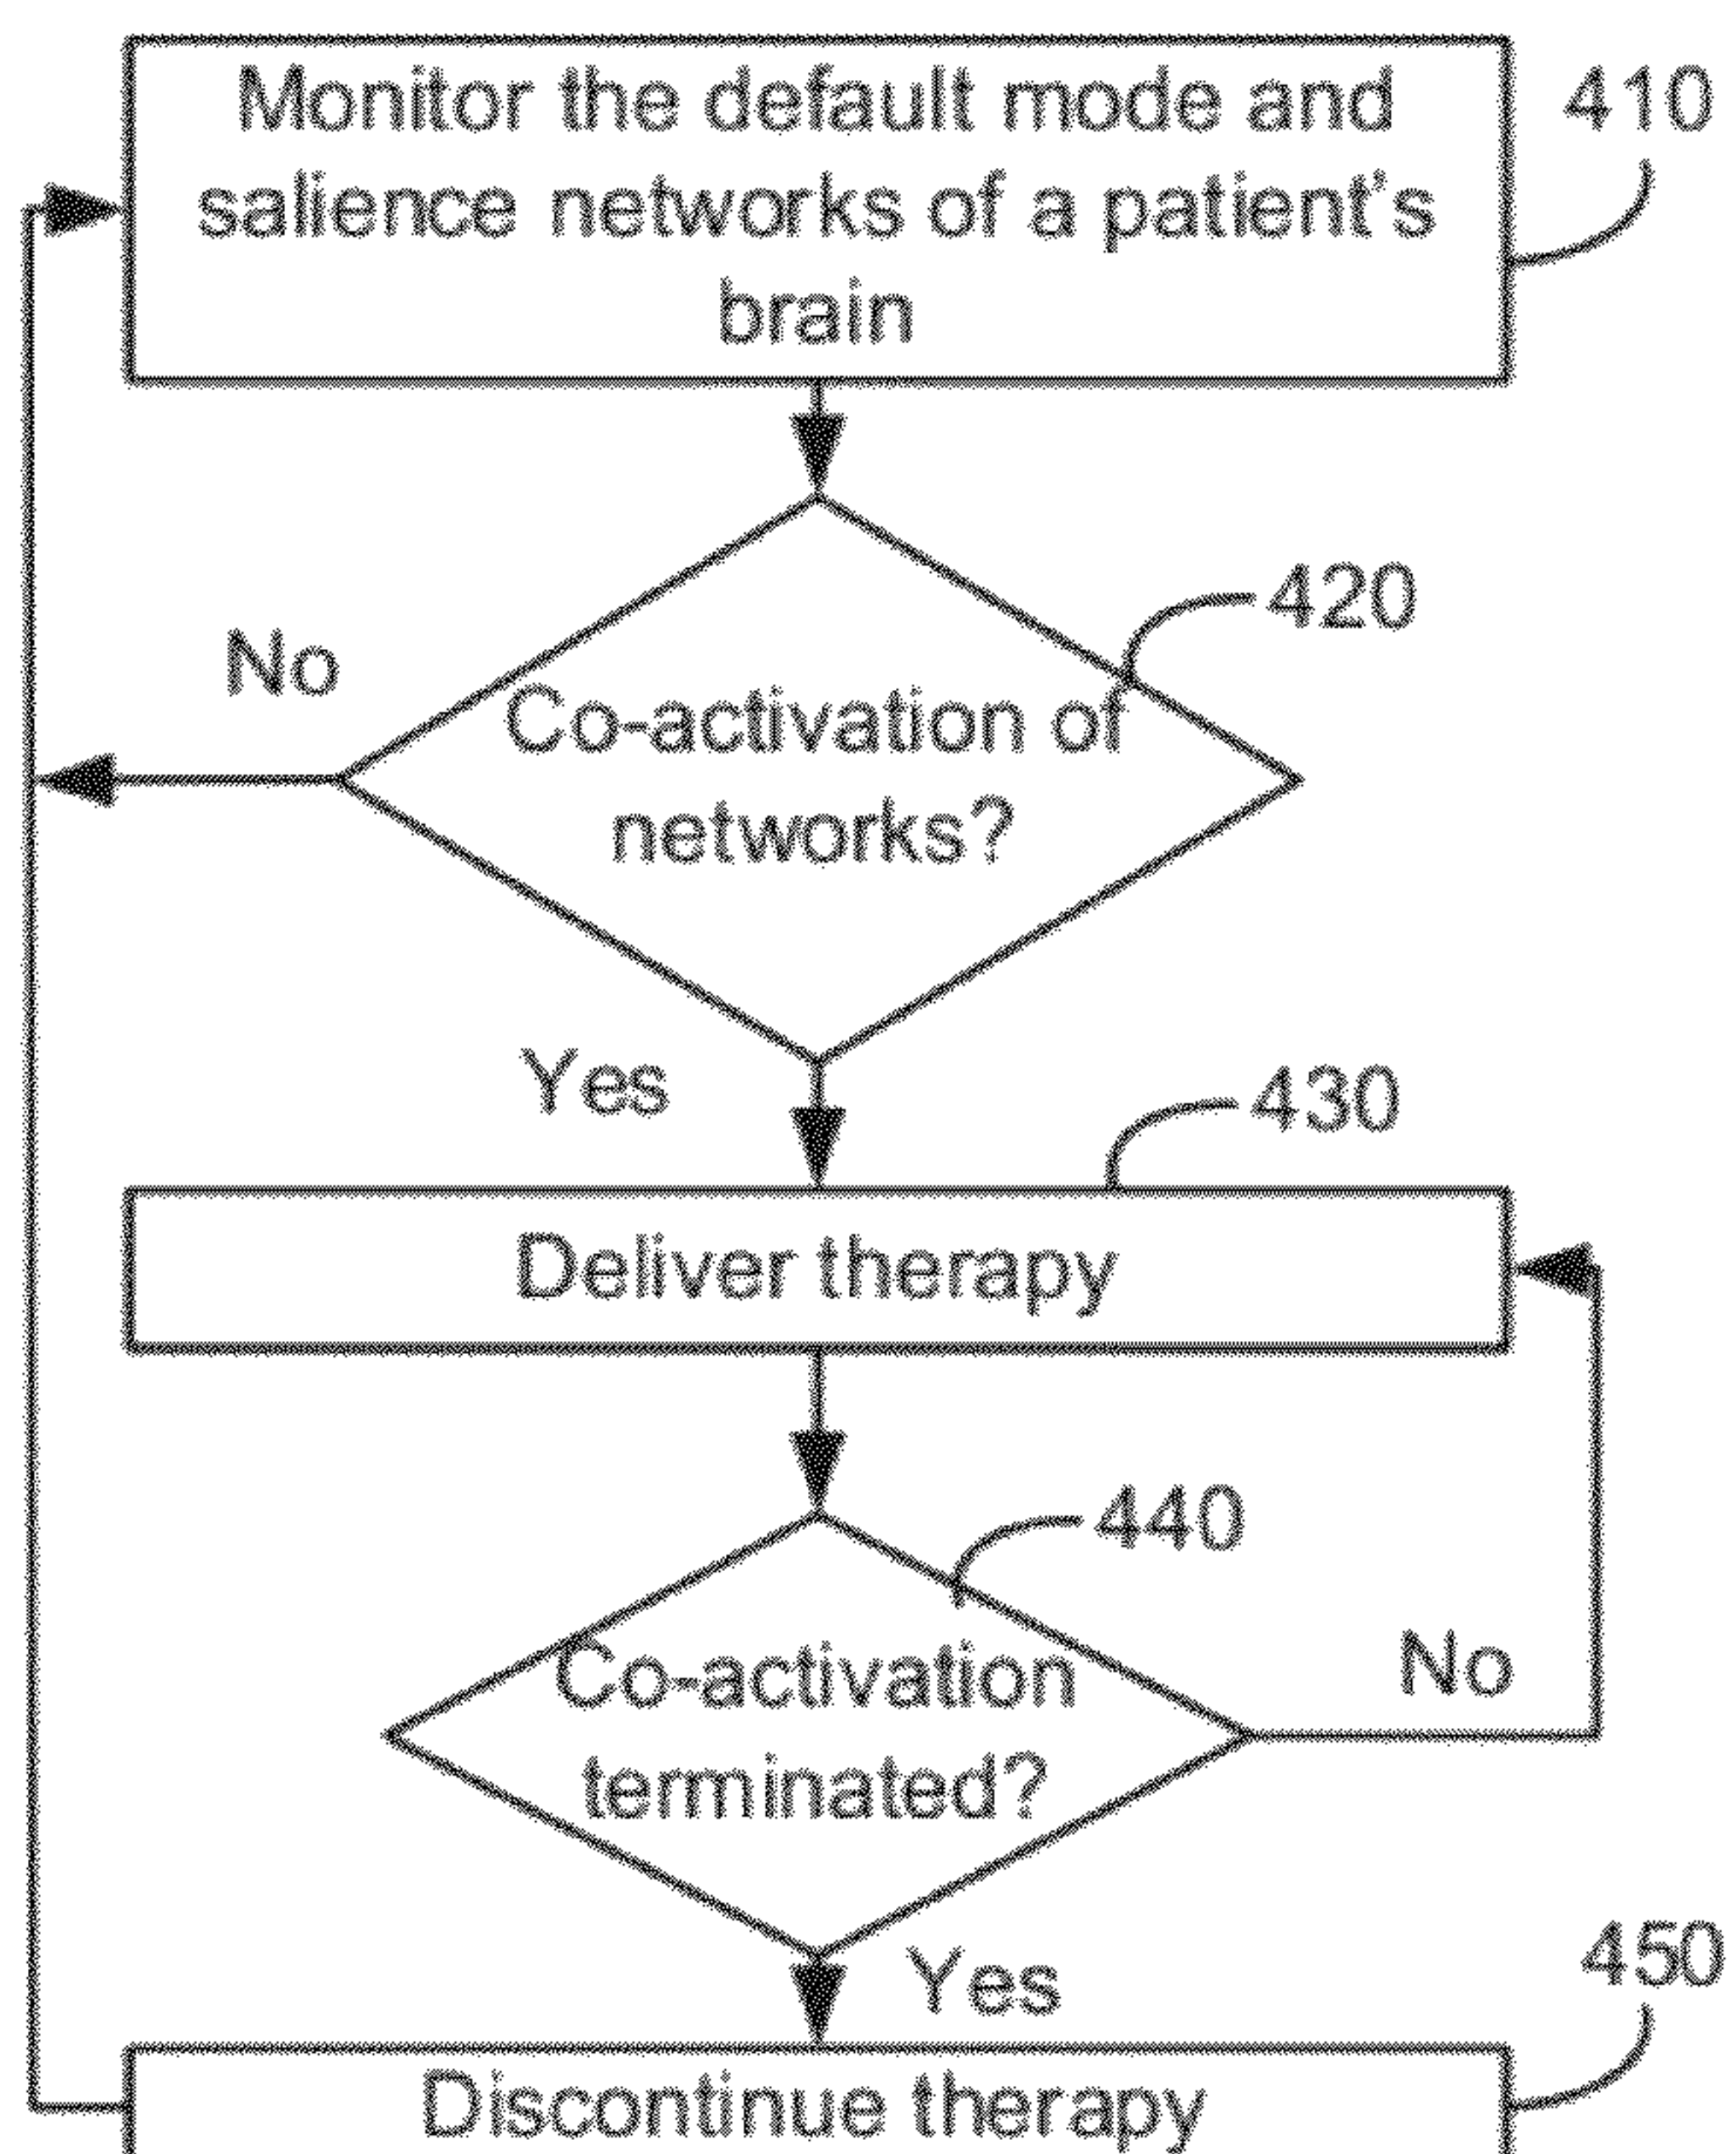 Monitor the default mode and
salience networks of a patient's
brain
410
420
No
Co-activation of
networks?
Yes
430
Deliver therapy
440
Co-activation
terminated?
No
Yes
450
Discontinue therapy